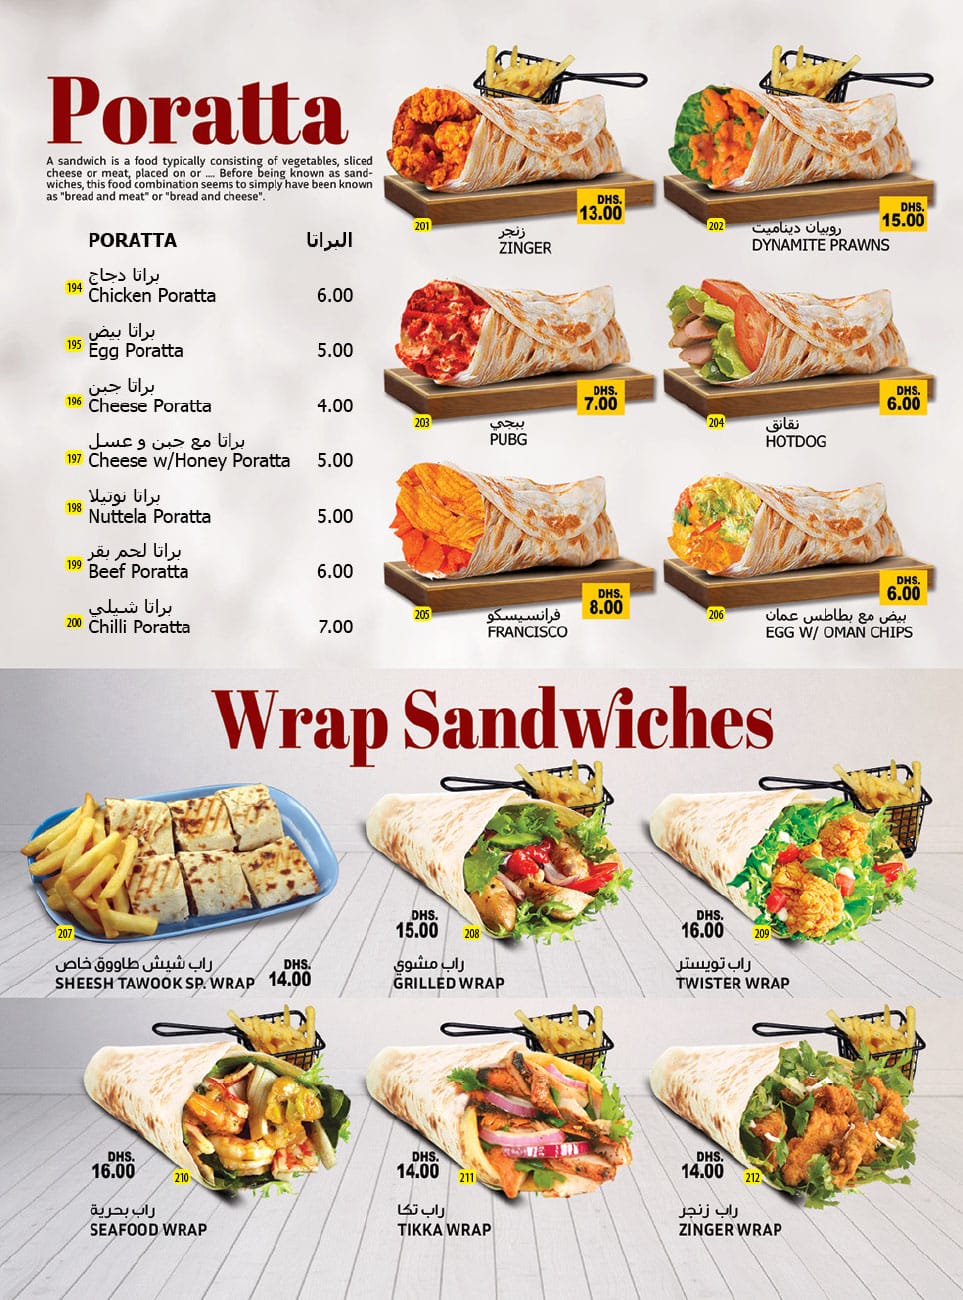 Poratta
A sandwich is a food typically consisting of vegetables, sliced
cheese or meat, placed on or .... Before being known as sand-
wiches, this food combination seems to simply have been known
as "bread and meat" or "bread and cheese".
PORATTA البراتا
194 براتا دجاج
Chicken Poratta 6.00
195 براتا بيض
Egg Poratta 5.00
196 براتا جبن
Cheese Poratta 4.00
197 براتا مع جبن و عسل
Cheese w/Honey Poratta 5.00
198 براتا نوتيلا
Nuttela Poratta 5.00
199 براتا لحم بقر
Beef Poratta 6.00
200 براتا شيلي
Chilli Poratta 7.00
DHS.
13.00
201
زنجر
ZINGER
DHS.
15.00
202
روبيان ديناميت
DYNAMITE PRAWNS
DHS.
7.00
203
ببجي
PUBG
DHS.
6.00
204
نقانق
HOTDOG
DHS.
8.00
205
فرانسيسكو
FRANCISCO
DHS.
6.00
206
بيض مع بطاطس عمان
EGG W/ OMAN CHIPS
Wrap Sandwiches
207
راب شيش طاووق خاص
SHEESH TAWOOK SP. WRAP
DHS.
14.00
DHS.
15.00
208
راب مشوي
GRILLED WRAP
DHS.
16.00
209
راب تويستر
TWISTER WRAP
DHS.
16.00
210
راب بحرية
SEAFOOD WRAP
DHS.
14.00
211
راب تكا
TIKKA WRAP
DHS.
14.00
212
راب زنجر
ZINGER WRAP